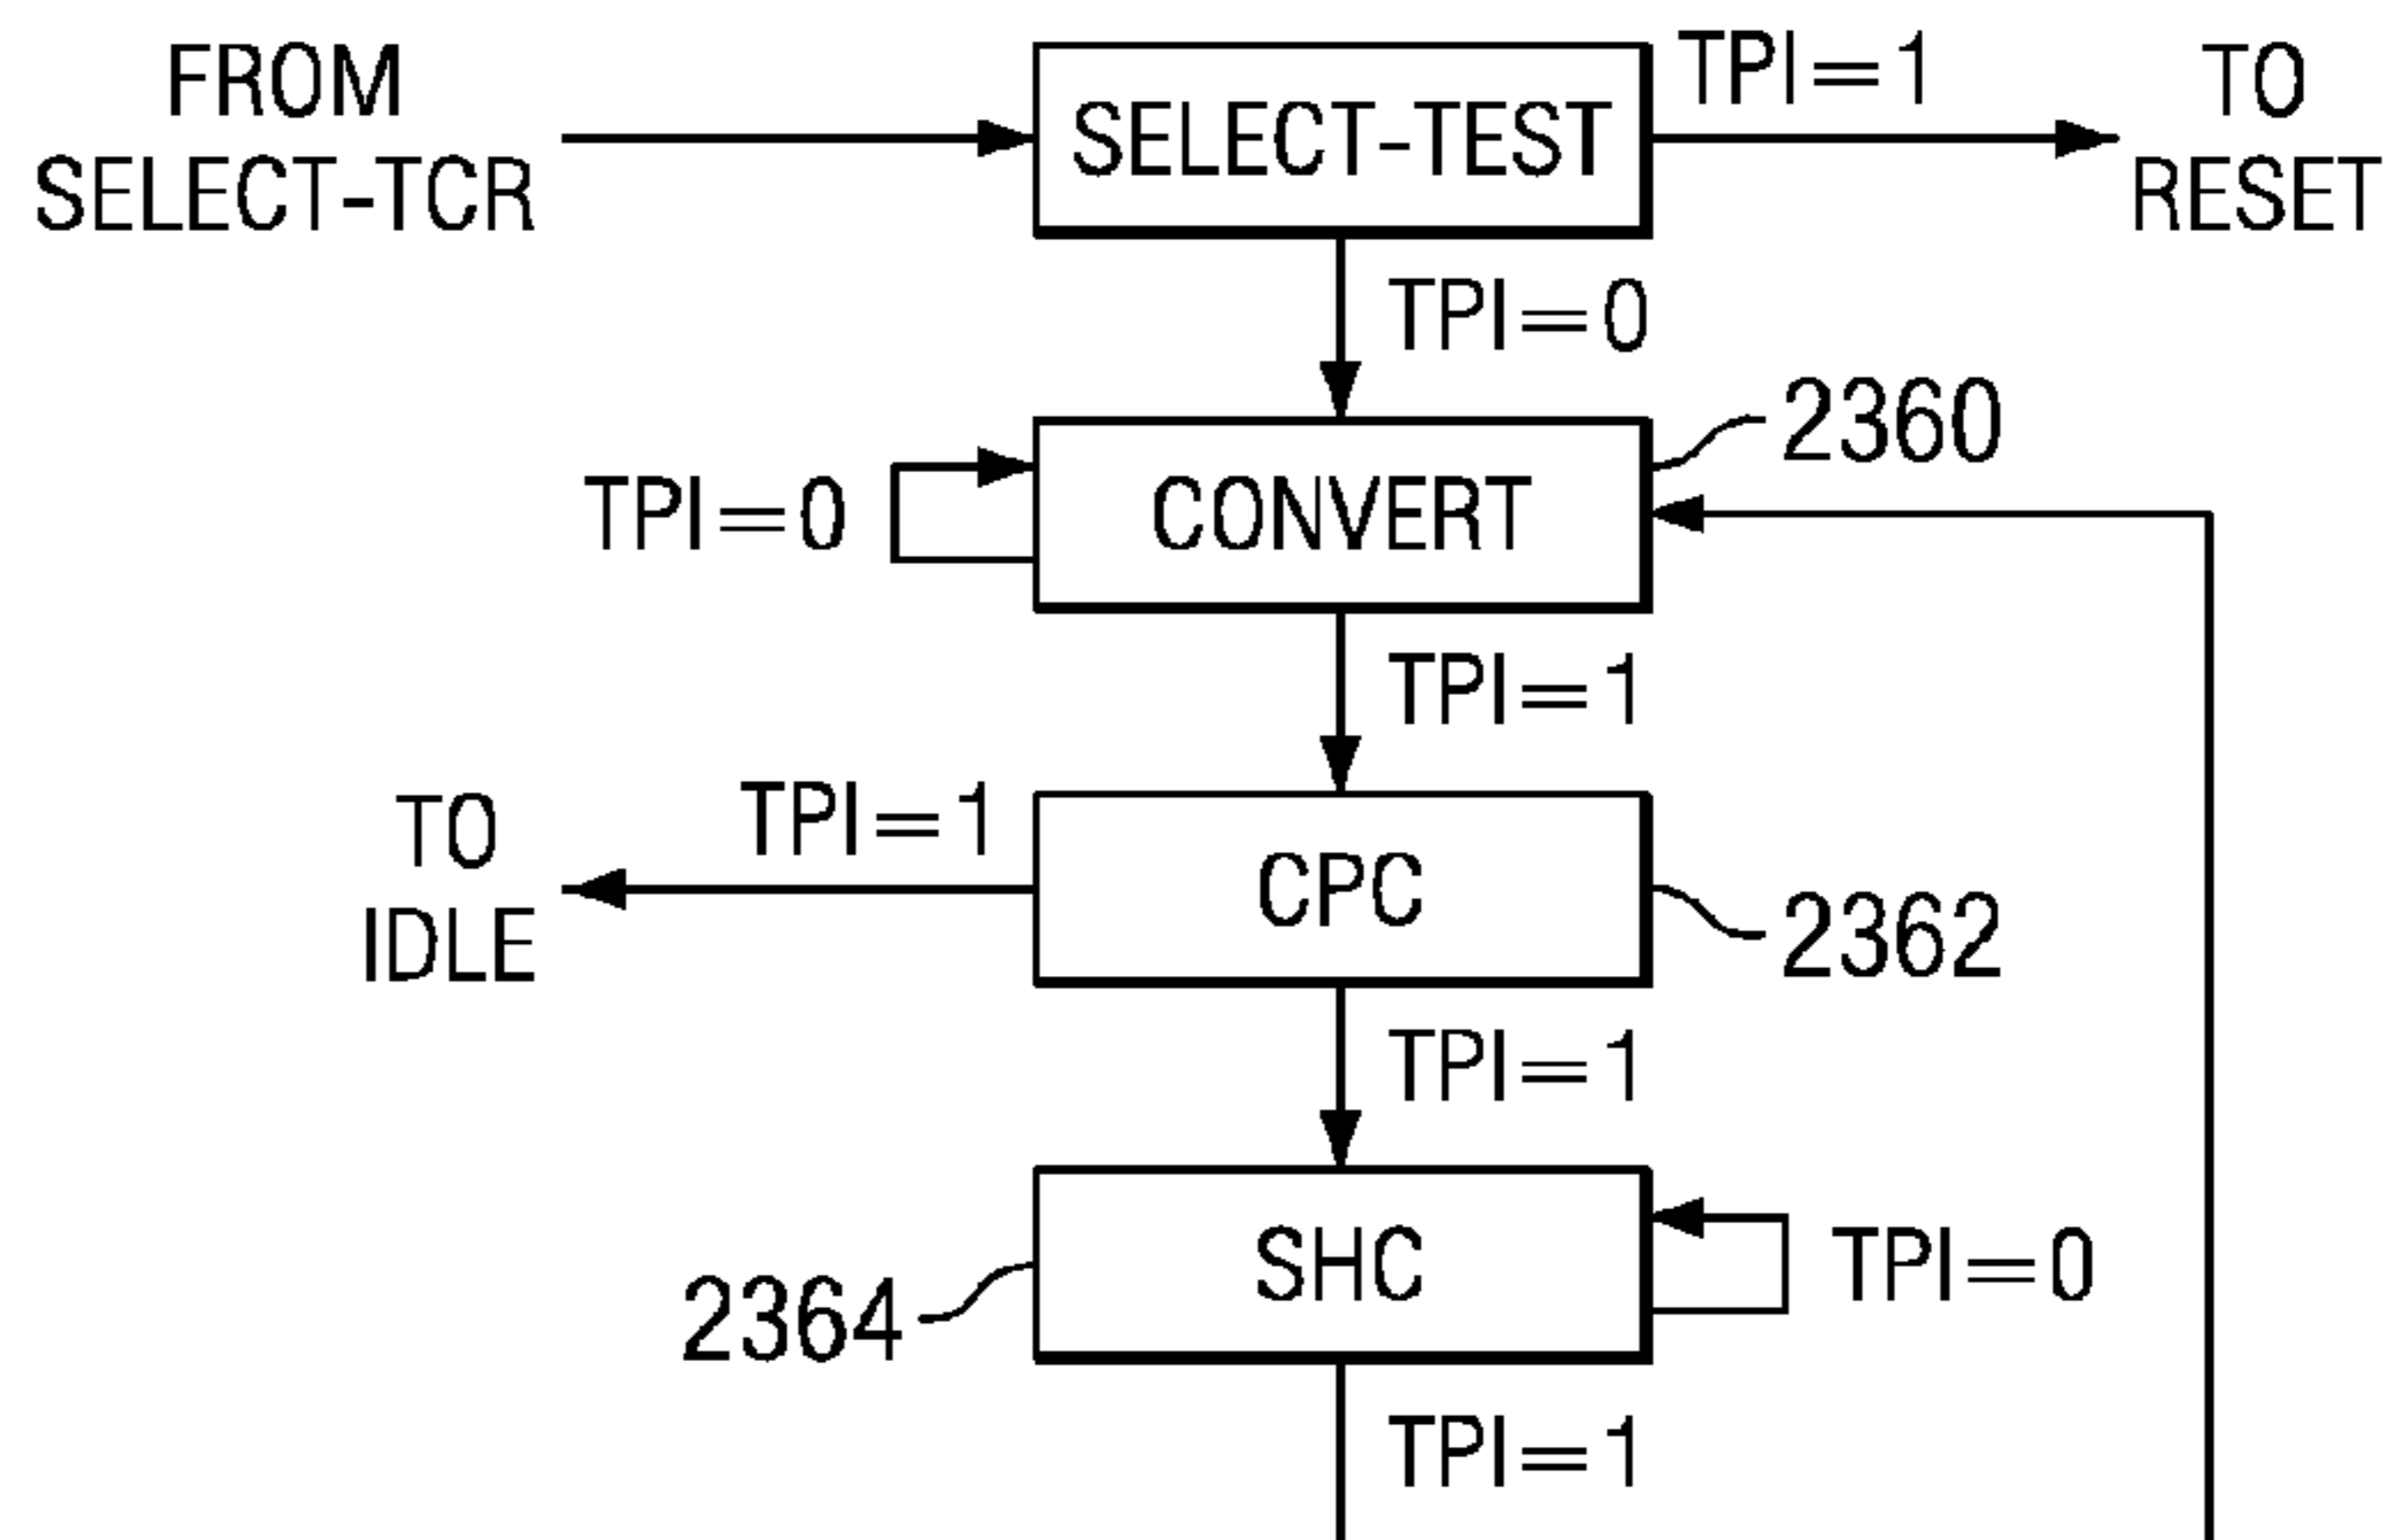 FROM
SELECT-TCR
SELECT-TEST
TPI=1
TO
RESET
TPI=0
2360
TPI=0
CONVERT
TPI=1
TO
IDLE
TPI=1
CPC
2362
TPI=1
SHC
TPI=0
2364
TPI=1